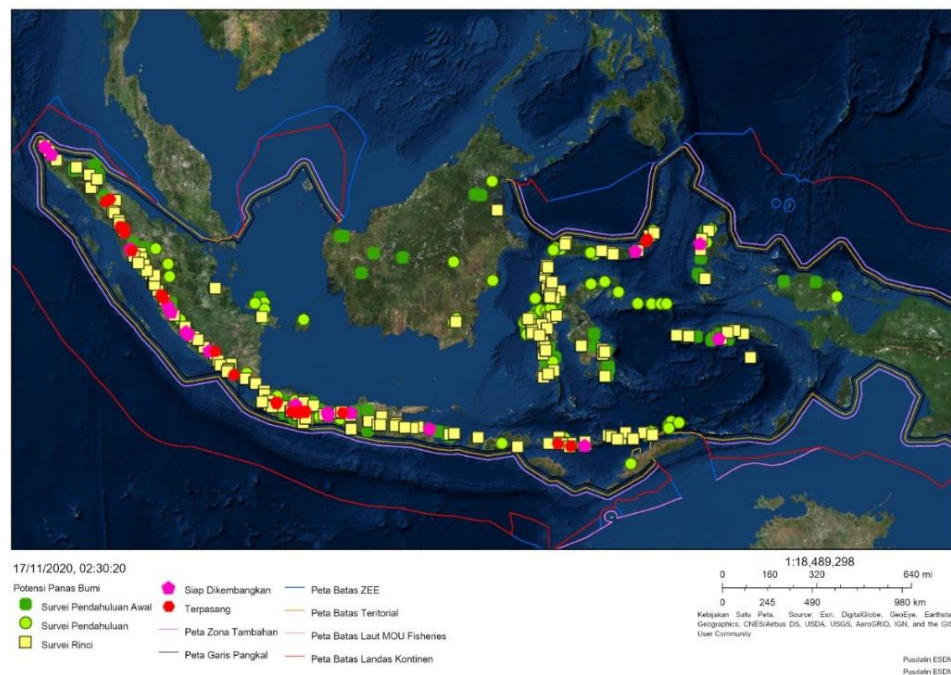 17/11/2020, 02:30:20
Potensi Panas Bumi
Survei Pendahuluan Awal
Survei Pendahuluan
Survei Rinci
Siap Dikembangkan
Terpasang
Peta Zona Tambahan
Peta Garis Pangkal
Peta Batas ZEE
Peta Batas Teritorial
Peta Batas Laut MOU Fisheries
Peta Batas Landas Kontinen
1:18,489,298
0 160 320 640 mi
0 245 490 980 km
Kebijakan Satu Peta, Source: Esri, DigitalGlobe, GeoEye, Earthsta
Geographics, CNES/Airbus DS, USDA, USGS, AeroGRID, IGN, and the GIS
User Community
Pusdatin ESDM
Pusdatin ESDM